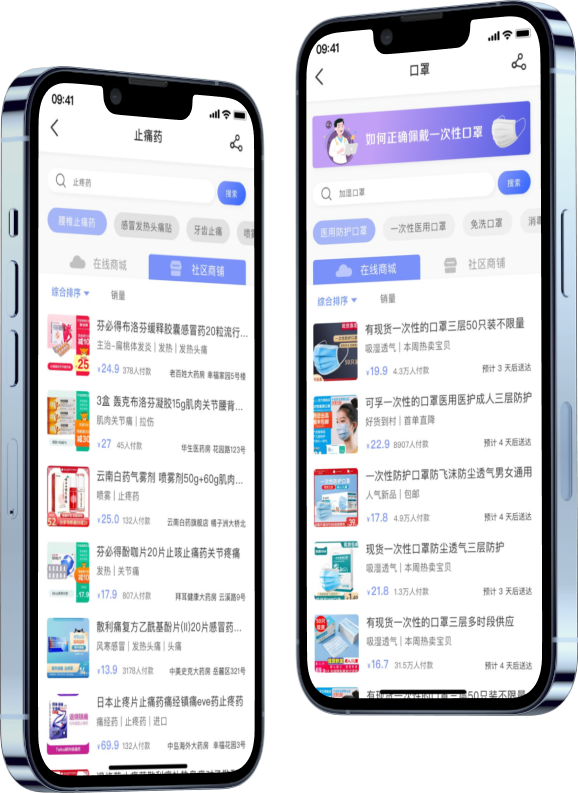 09:41
止痛药
止疼药
搜索
腰椎止痛药
感冒发热头痛贴
牙齿止痛
喷雾
在线商城
社区商铺
综合排序
销量
芬必得布洛芬缓释胶囊感冒药20粒流行...
主治-扁桃体发炎 | 发热 | 发热头痛
¥24.9 378人付款 老百姓大药房 幸福家园5号楼
3盒 轰克布洛芬凝胶15g肌肉关节腰背...
肌肉关节痛 | 拉伤
¥27 45人付款 华生医药房 花园路123号
云南白药气雾剂 喷雾剂50g+60g肌肉...
喷雾 | 止疼药
¥25.0 132人付款 云南白药旗舰店 橘子洲大桥北
芬必得酚咖片20片止咳止痛药关节疼痛
发热 | 关节痛
¥17.9 807人付款 拜耳健康大药房 云溪路9号
散利痛复方乙酰基酚片(II)20片感冒药...
风寒感冒 | 发热头痛 | 头痛
¥13.9 3178人付款 中美史克大药房 岳麓区321号
日本止疼片止痛药痛经镇痛eve药止疼药
痛经药 | 止疼药 | 进口
¥69.9 132人付款 中岛海外大药房 幸福花园3号
09:41
口罩
如何正确佩戴一次性口罩
加湿口罩
搜索
医用防护口罩
一次性医用口罩
免洗口罩
消毒
在线商城
社区商铺
综合排序
销量
有现货一次性的口罩三层50只装不限量
吸湿透气 | 本周热卖宝贝
¥19.9 4.3万人付款 预计 3 天后送达
可孚一次性的口罩医用医护成人三层防护
好货到村 | 首单直降
¥22.9 8907人付款 预计 4 天后送达
一次性防护口罩防飞沫防尘透气男女通用
人气新品 | 包邮
¥17.8 4.9万人付款 预计 4 天后送达
现货一次性口罩防尘透气三层防护
吸湿透气 | 本周热卖宝贝
¥21.8 1.3万人付款 预计 3 天后送达
有现货一次性的口罩三层多时段供应
吸湿透气 | 本周热卖宝贝
¥16.7 31.5万人付款 预计 4 天后送达
有现货一次性的口罩三层50只装不限量